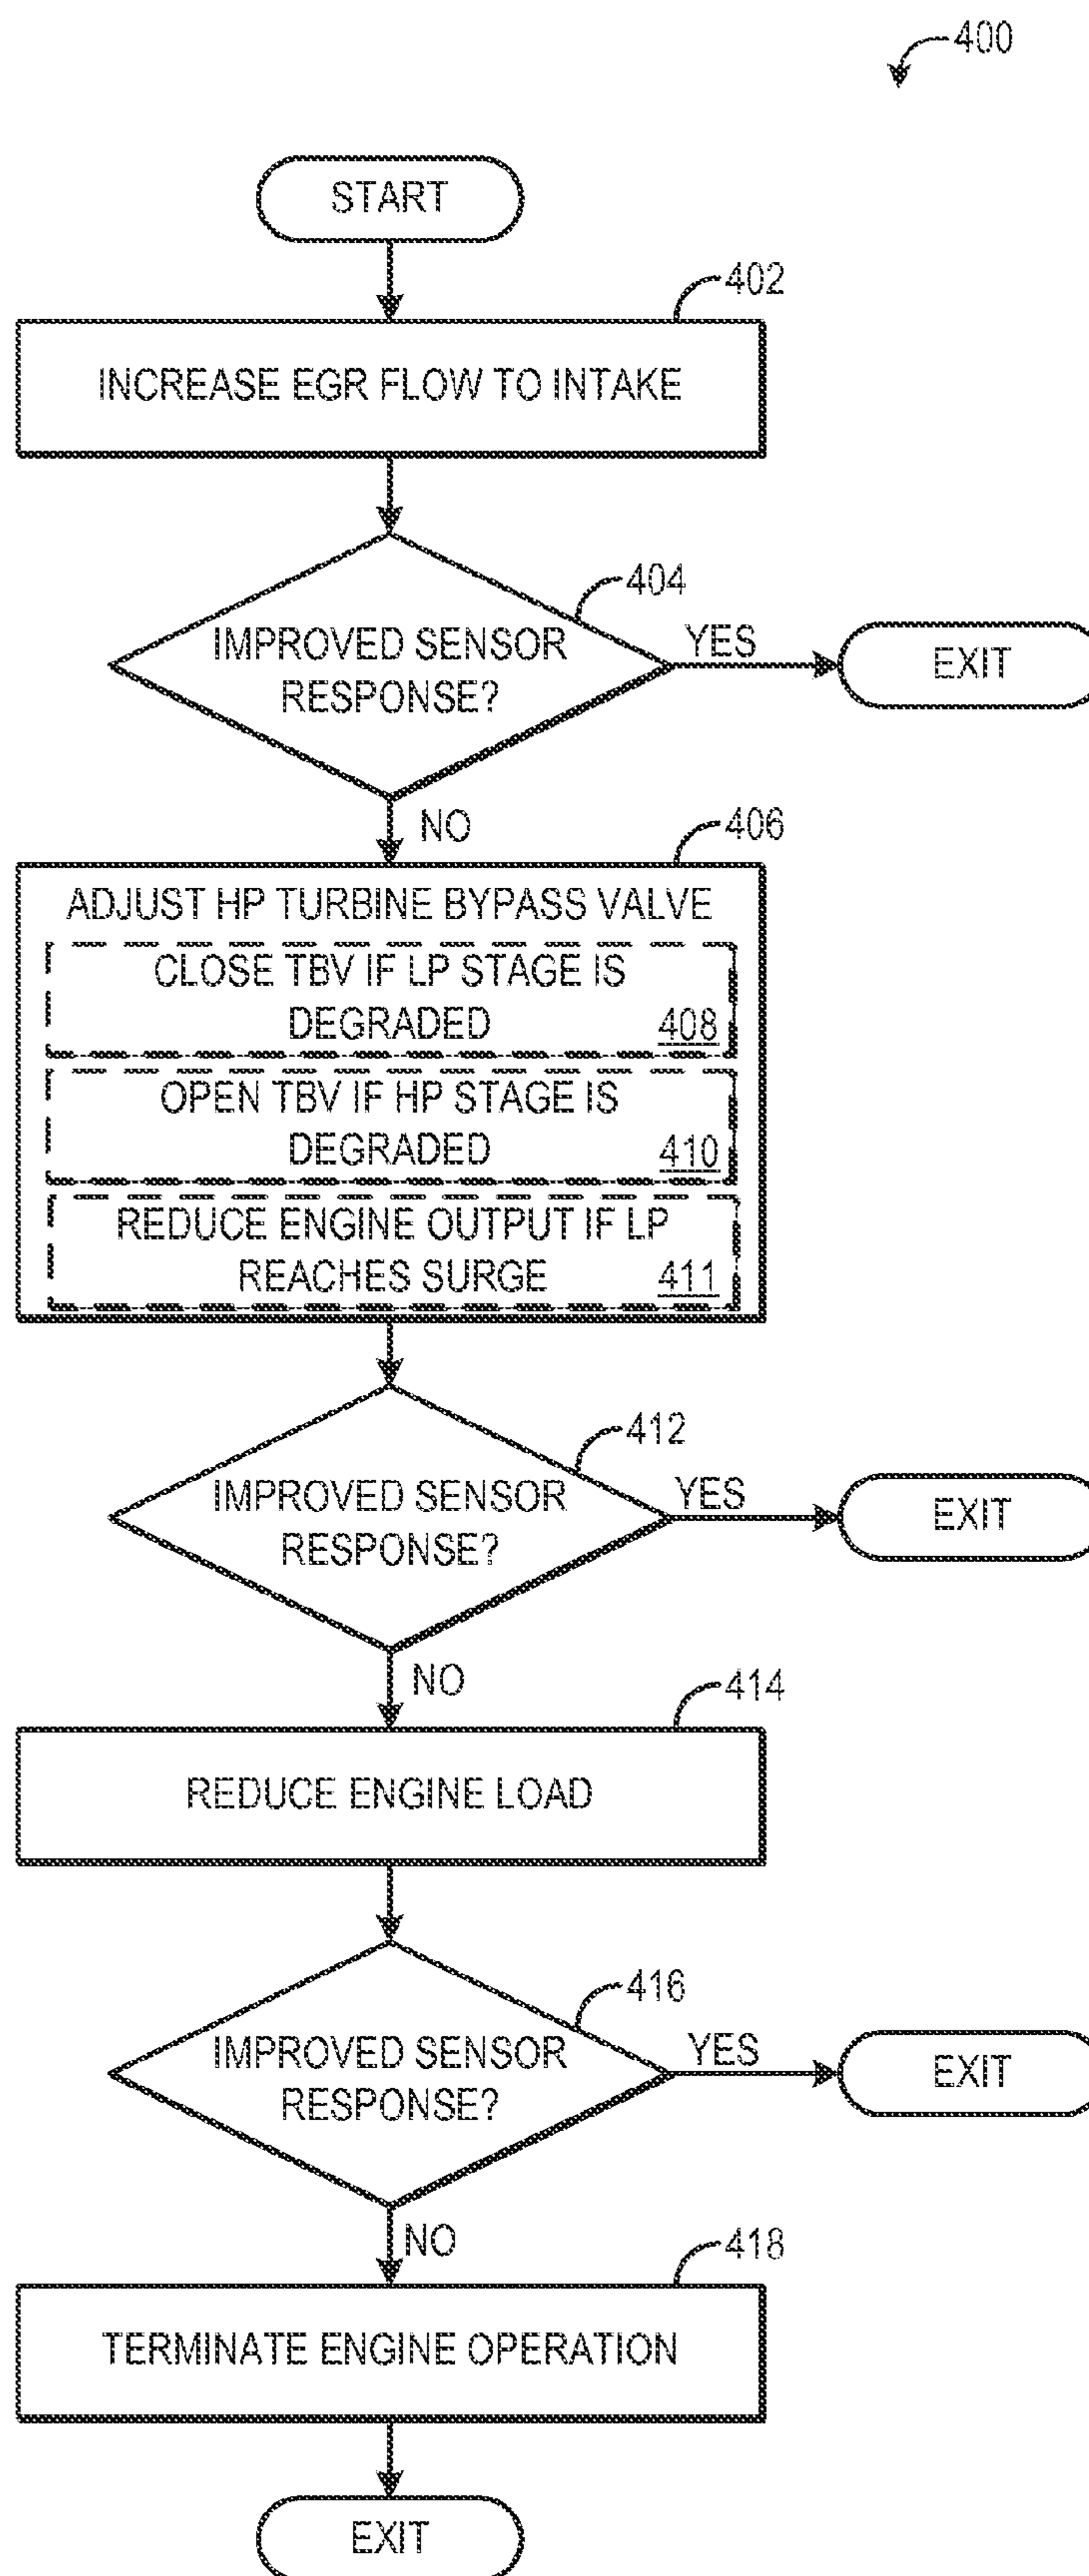 400
START
402
INCREASE EGR FLOW TO INTAKE
404
IMPROVED SENSOR
RESPONSE?
YES
EXIT
NO
406
ADJUST HP TURBINE BYPASS VALVE
CLOSE TBV IF LP STAGE IS
DEGRADED 408
OPEN TBV IF HP STAGE IS
DEGRADED 410
REDUCE ENGINE OUTPUT IF LP
REACHES SURGE 411
412
IMPROVED SENSOR
RESPONSE?
YES
EXIT
NO
414
REDUCE ENGINE LOAD
416
IMPROVED SENSOR
RESPONSE?
YES
EXIT
NO
418
TERMINATE ENGINE OPERATION
EXIT